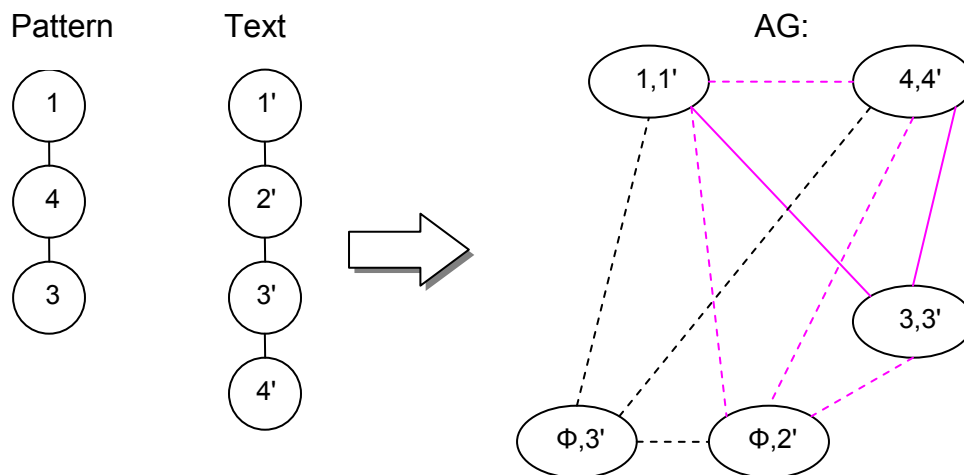 Pattern
Text
AG:
1
4
3
1'
2'
3'
4'
1,1'
4,4'
3,3'
Φ,3'
Φ,2'